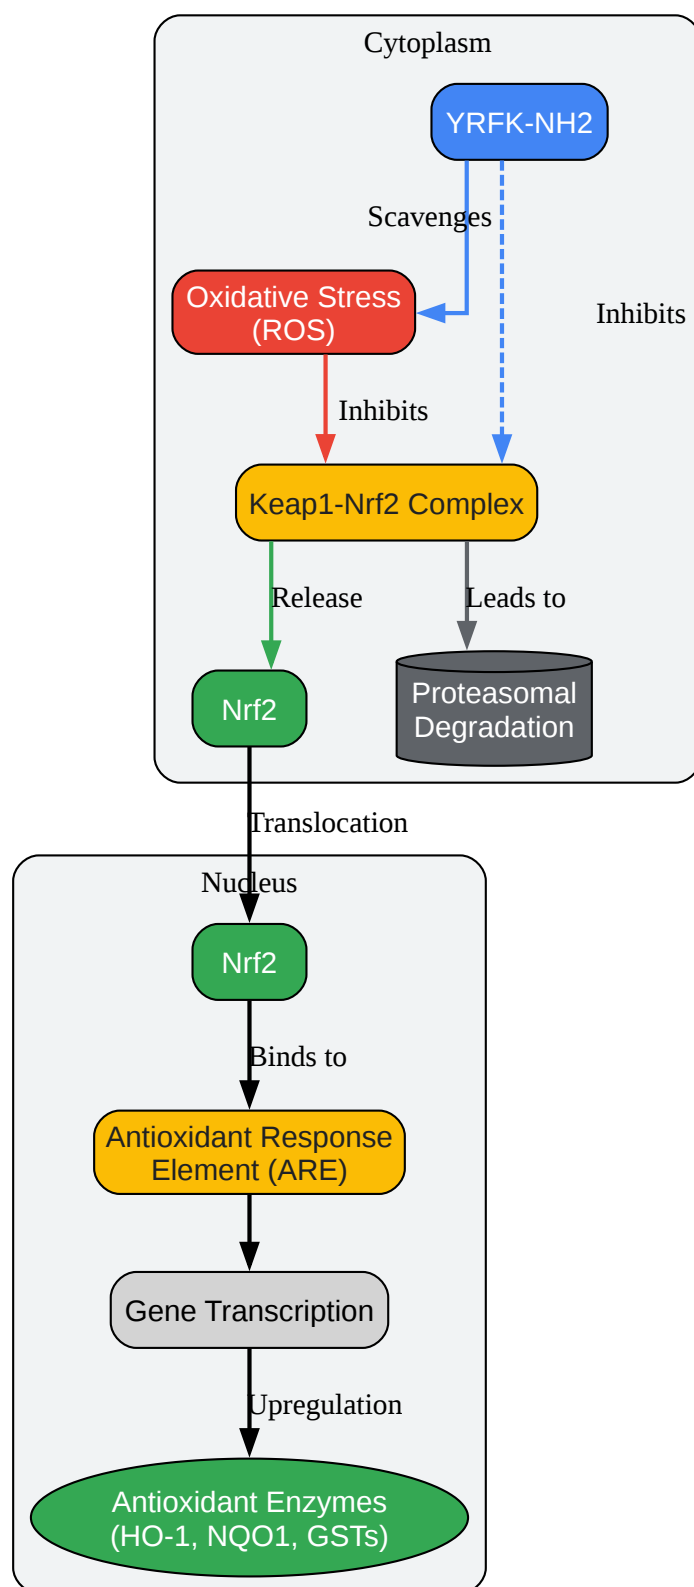 Cytoplasm
YRFK-NH2
Scavenges
Oxidative Stress
(ROS)
Inhibits
Inhibits
Keap1-Nrf2 Complex
Release
Leads to
Nrf2
Proteasomal
Degradation
Translocation
Nucleus
Nrf2
Binds to
Antioxidant Response
Element (ARE)
Gene Transcription
Upregulation
Antioxidant Enzymes
(HO-1, NQO1, GSTs)